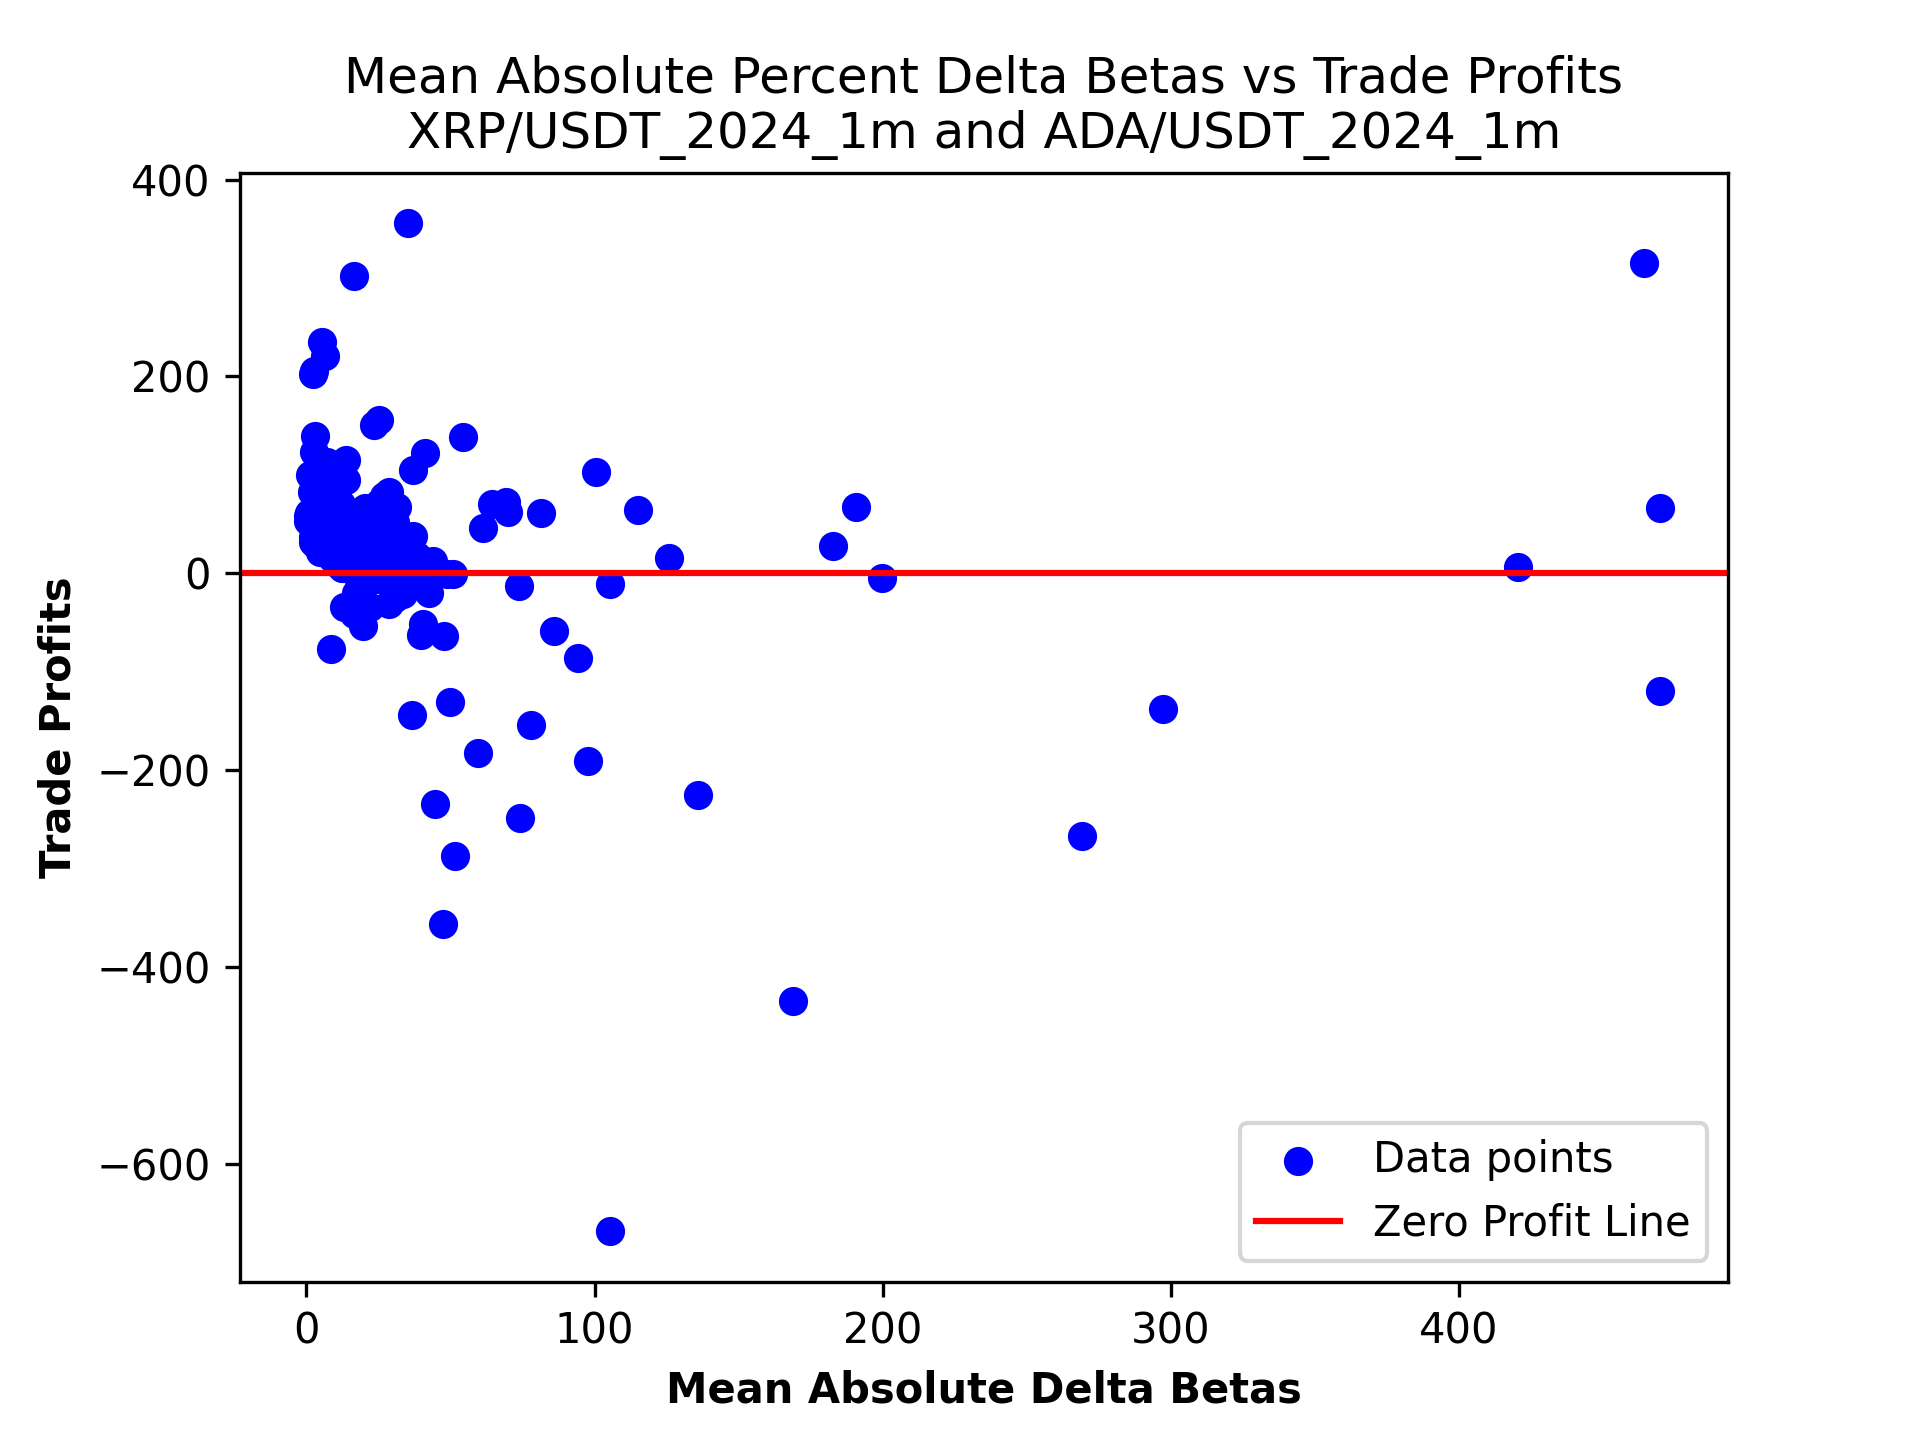 Mean Absolute Percent Delta Betas vs Trade Profits
XRP/USDT_2024_1m and ADA/USDT_2024_1m
400
200
0
−200
−400
−600
Trade Profits
Data points
Zero Profit Line
0 100 200 300 400
Mean Absolute Delta Betas